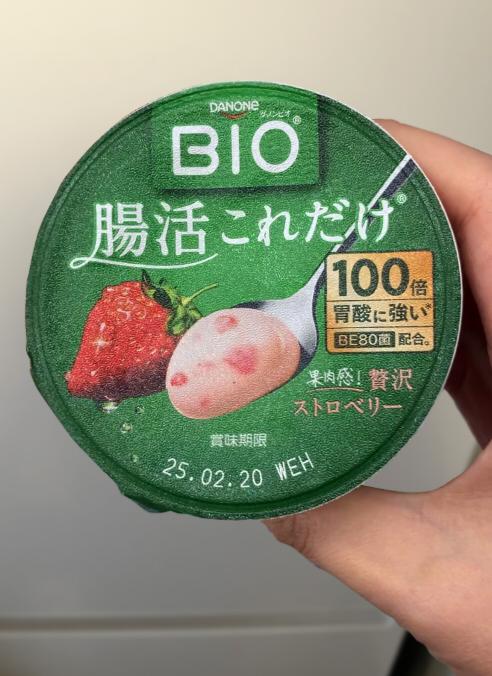 DANONE
ダノンビオ
BIO®
腸活これだけ®
100倍
胃酸に強い*
BE80菌 配合。
果肉感! 贅沢
ストロベリー
賞味期限
25.02.20 WEH